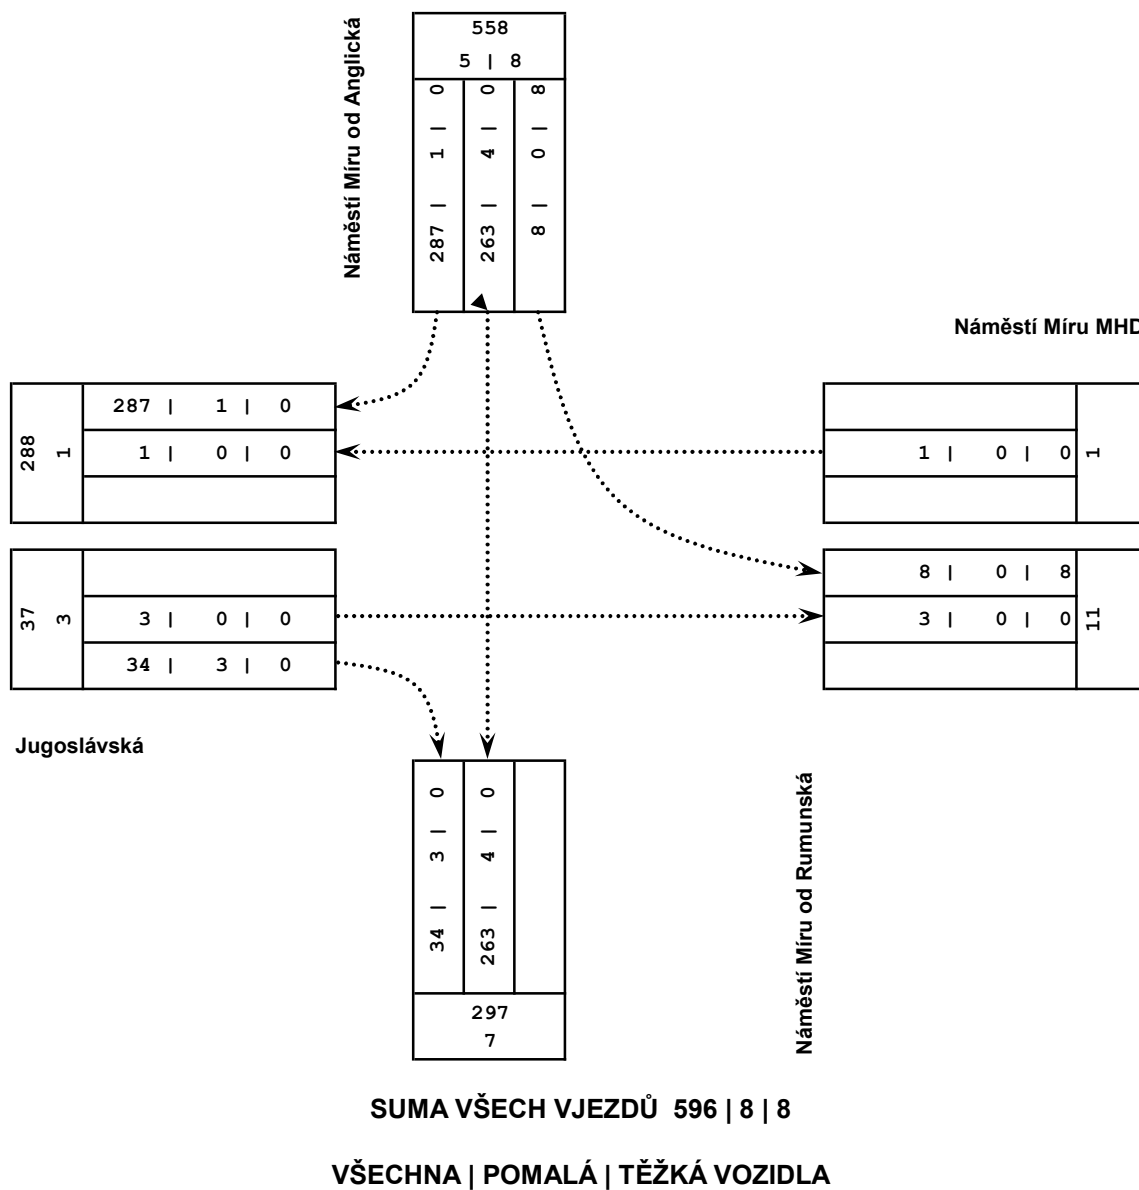 558
5 | 8
Náměstí Míru od Anglická
287 | 1 | 0
263 | 4 | 0
8 | 0 | 8
Náměstí Míru MHD
288
1
287 | 1 | 0
1 | 0 | 0
1 | 0 | 0
1
37
3
3 | 0 | 0
34 | 3 | 0
8 | 0 | 8
3 | 0 | 0
11
Jugoslávská
34 | 3 | 0
263 | 4 | 0
297
7
Náměstí Míru od Rumunská
SUMA VŠECH VJEZDŮ 596 | 8 | 8
VŠECHNA | POMALÁ | TĚŽKÁ VOZIDLA